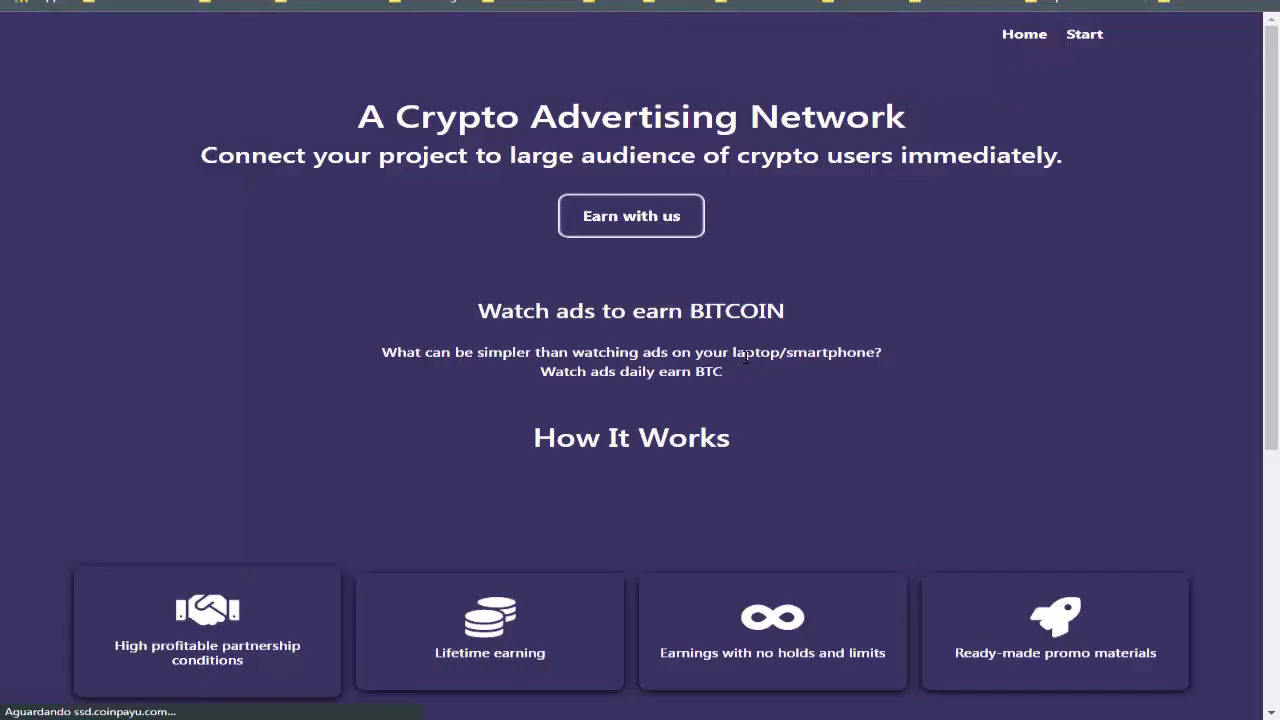 Home Start
A Crypto Advertising Network
Connect your project to large audience of crypto users immediately.
Earn with us
Watch ads to earn BITCOIN
What can be simpler than watching ads on your laptop/smartphone?
Watch ads daily earn BTC
How It Works
High profitable partnership
conditions
Lifetime earning
Earnings with no holds and limits
Ready-made promo materials
Aguardando ssd.coinpayu.com...